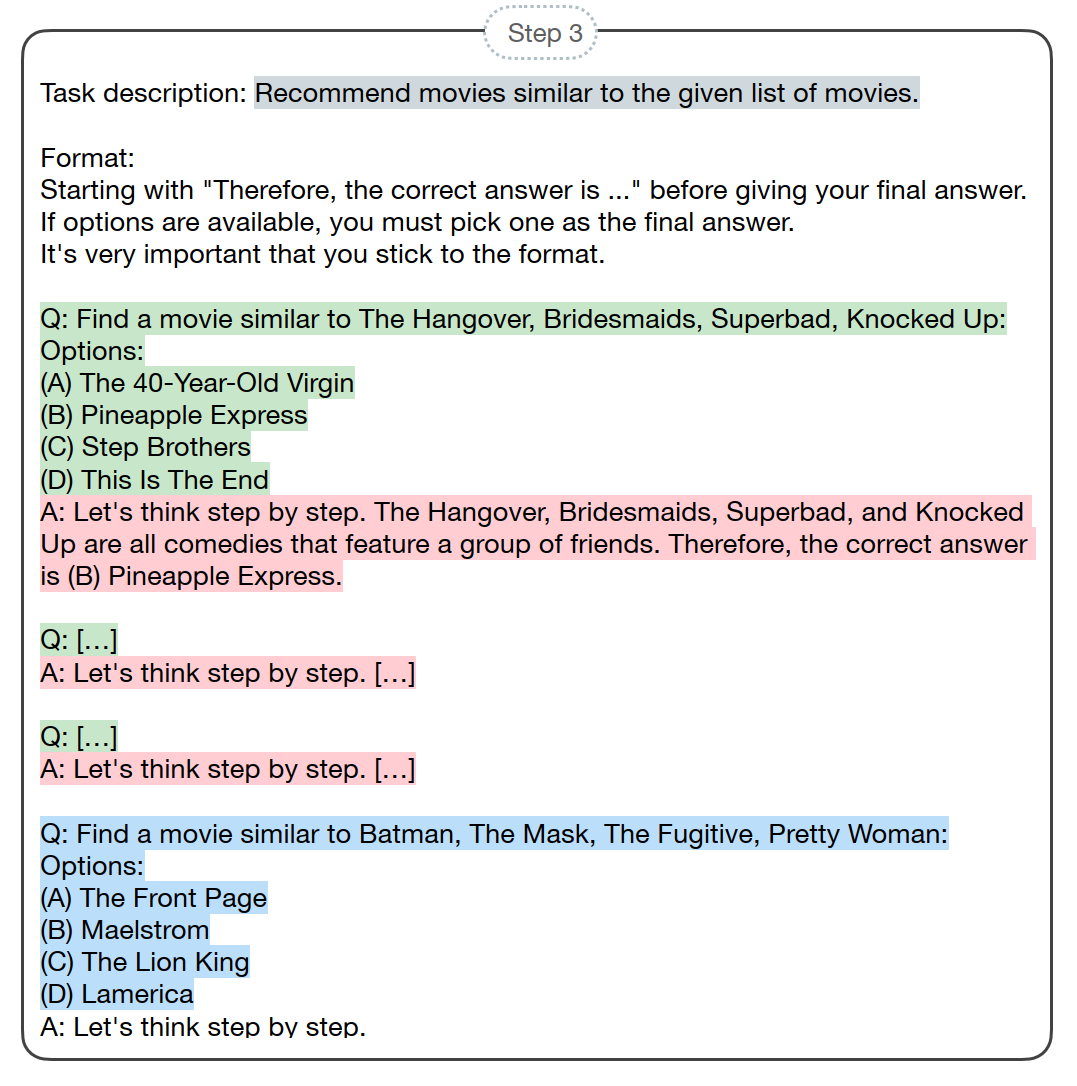 Step 3
Task description: Recommend movies similar to the given list of movies.
Format:
Starting with "Therefore, the correct answer is ..." before giving your final answer.
If options are available, you must pick one as the final answer.
It's very important that you stick to the format.
Q: Find a movie similar to The Hangover, Bridesmaids, Superbad, Knocked Up:
Options:
(A) The 40-Year-Old Virgin
(B) Pineapple Express
(C) Step Brothers
(D) This Is The End
A: Let's think step by step. The Hangover, Bridesmaids, Superbad, and Knocked
Up are all comedies that feature a group of friends. Therefore, the correct answer
is (B) Pineapple Express.
Q: [...]
A: Let's think step by step. [...]
Q: [...]
A: Let's think step by step. [...]
Q: Find a movie similar to Batman, The Mask, The Fugitive, Pretty Woman:
Options:
(A) The Front Page
(B) Maelstrom
(C) The Lion King
(D) Lamerica
A: Let's think step by step.